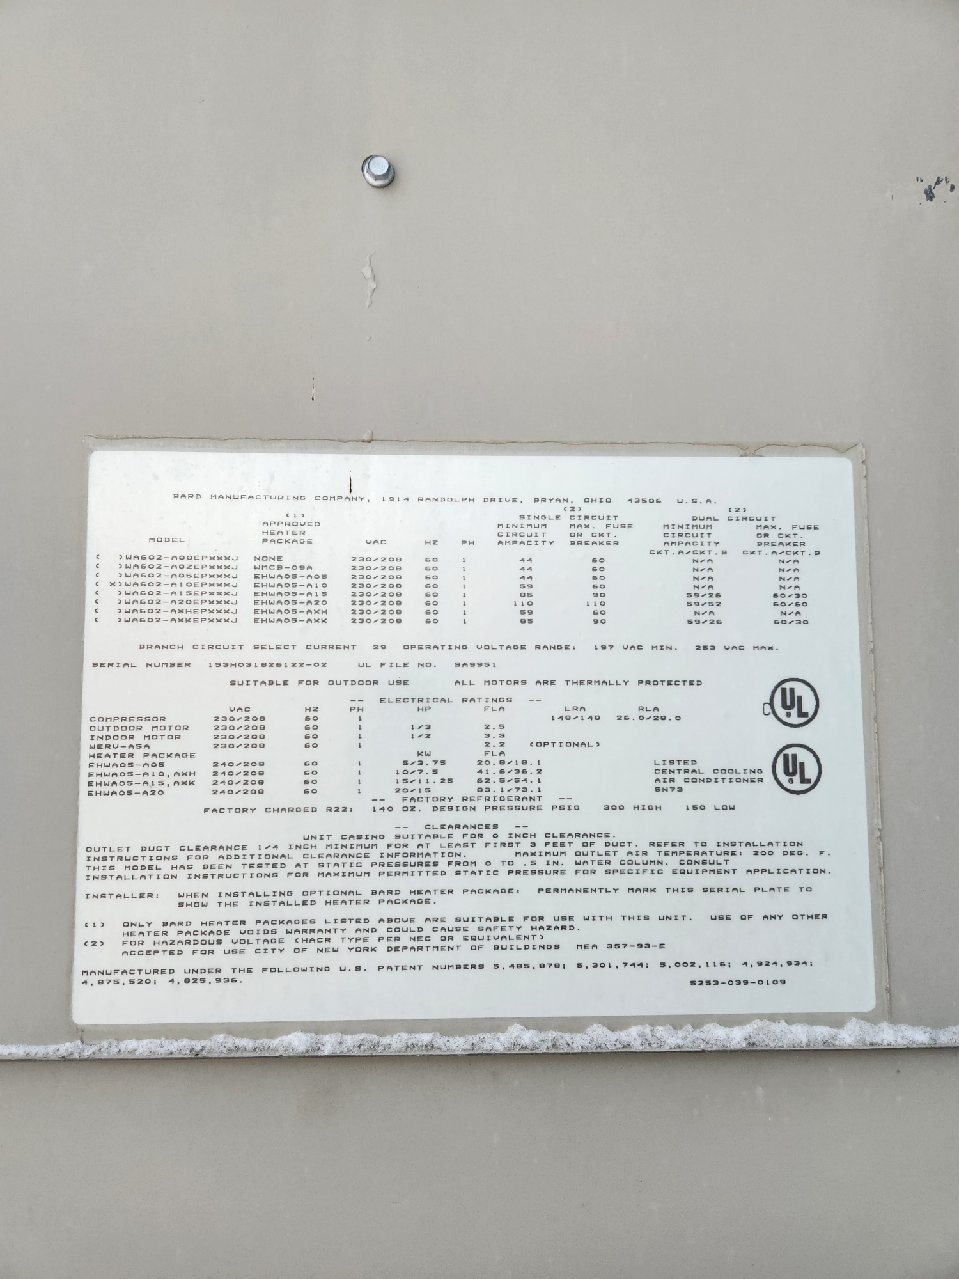 BARD MANUFACTURING COMPANY, 1914 RANDOLPH DRIVE, BRYAN, OHIO 43506 U.S.A.
(1) (2) (2)
APPROVED SINGLE CIRCUIT DUAL CIRCUIT
HEATER MINIMUM MAX. FUSE MINIMUM MAX. FUSE
MODEL PACKAGE VAC HZ PH CIRCUIT OR CKT. CIRCUIT OR CKT.
AMPACITY BREAKER AMPACITY BREAKER
CKT.A/CKT.B CKT.A/CKT.B
( )WA602-A00EPXXXJ NONE 230/208 60 1 44 60 N/A N/A
( )WA602-A02EPXXXJ WMCB-09A 230/208 60 1 44 60 N/A N/A
( )WA602-A05EPXXXJ EHWA05-A05 230/208 60 1 44 60 N/A N/A
( X)WA602-A10EPXXXJ EHWA05-A10 230/208 60 1 59 60 N/A N/A
( )WA602-A15EPXXXJ EHWA05-A15 230/208 60 1 85 90 59/26 60/30
( )WA602-A20EPXXXJ EHWA05-A20 230/208 60 1 110 110 59/52 60/60
( )WA602-AXHEPXXXJ EHWA05-AXH 230/208 60 1 59 60 N/A N/A
( )WA602-AXKEPXXXJ EHWA05-AXK 230/208 60 1 85 90 59/26 60/30
BRANCH CIRCUIT SELECT CURRENT 29 OPERATING VOLTAGE RANGE: 197 VAC MIN. 253 VAC MAX.
SERIAL NUMBER 153H031828122-02 UL FILE NO. SA9951
SUITABLE FOR OUTDOOR USE ALL MOTORS ARE THERMALLY PROTECTED
-- ELECTRICAL RATINGS --
VAC HZ PH HP FLA LRA RLA
COMPRESSOR 230/208 60 1 140/140 26.0/29.0
OUTDOOR MOTOR 230/208 60 1 1/3 2.5
INDOOR MOTOR 230/208 60 1 1/2 3.3
WERV-A5A 230/208 60 1 2.2 (OPTIONAL)
HEATER PACKAGE KW FLA
EHWA05-A05 240/208 60 1 5/3.75 20.8/18.1
EHWA05-A10,AXH 240/208 60 1 10/7.5 41.6/36.2
EHWA05-A15,AXK 240/208 60 1 15/11.25 62.5/54.1
EHWA05-A20 240/208 60 1 20/15 83.1/73.1
LISTED
CENTRAL COOLING
AIR CONDITIONER
5N73
UL
C UL
-- FACTORY REFRIGERANT --
FACTORY CHARGED R22: 140 OZ. DESIGN PRESSURE PSIG 300 HIGH 150 LOW
-- CLEARANCES --
UNIT CASING SUITABLE FOR 0 INCH CLEARANCE.
OUTLET DUCT CLEARANCE 1/4 INCH MINIMUM FOR AT LEAST FIRST 3 FEET OF DUCT. REFER TO INSTALLATION
INSTRUCTIONS FOR ADDITIONAL CLEARANCE INFORMATION. MAXIMUM OUTLET AIR TEMPERATURE: 200 DEG. F.
THIS MODEL HAS BEEN TESTED AT STATIC PRESSURES FROM 0 TO .5 IN. WATER COLUMN. CONSULT
INSTALLATION INSTRUCTIONS FOR MAXIMUM PERMITTED STATIC PRESSURE FOR SPECIFIC EQUIPMENT APPLICATION.
INSTALLER: WHEN INSTALLING OPTIONAL BARD HEATER PACKAGE: PERMANENTLY MARK THIS SERIAL PLATE TO
SHOW THE INSTALLED HEATER PACKAGE.
(1) ONLY BARD HEATER PACKAGES LISTED ABOVE ARE SUITABLE FOR USE WITH THIS UNIT. USE OF ANY OTHER
HEATER PACKAGE VOIDS WARRANTY AND COULD CAUSE SAFETY HAZARD.
(2) FOR HAZARDOUS VOLTAGE (HACR TYPE PER NEC OR EQUIVALENT)
ACCEPTED FOR USE CITY OF NEW YORK DEPARTMENT OF BUILDINGS MEA 357-93-E
MANUFACTURED UNDER THE FOLLOWING U.S. PATENT NUMBERS 5,485,878; 5,301,744; 5,002,116; 4,924,934;
4,875,520; 4,825,936. S353-039-0109